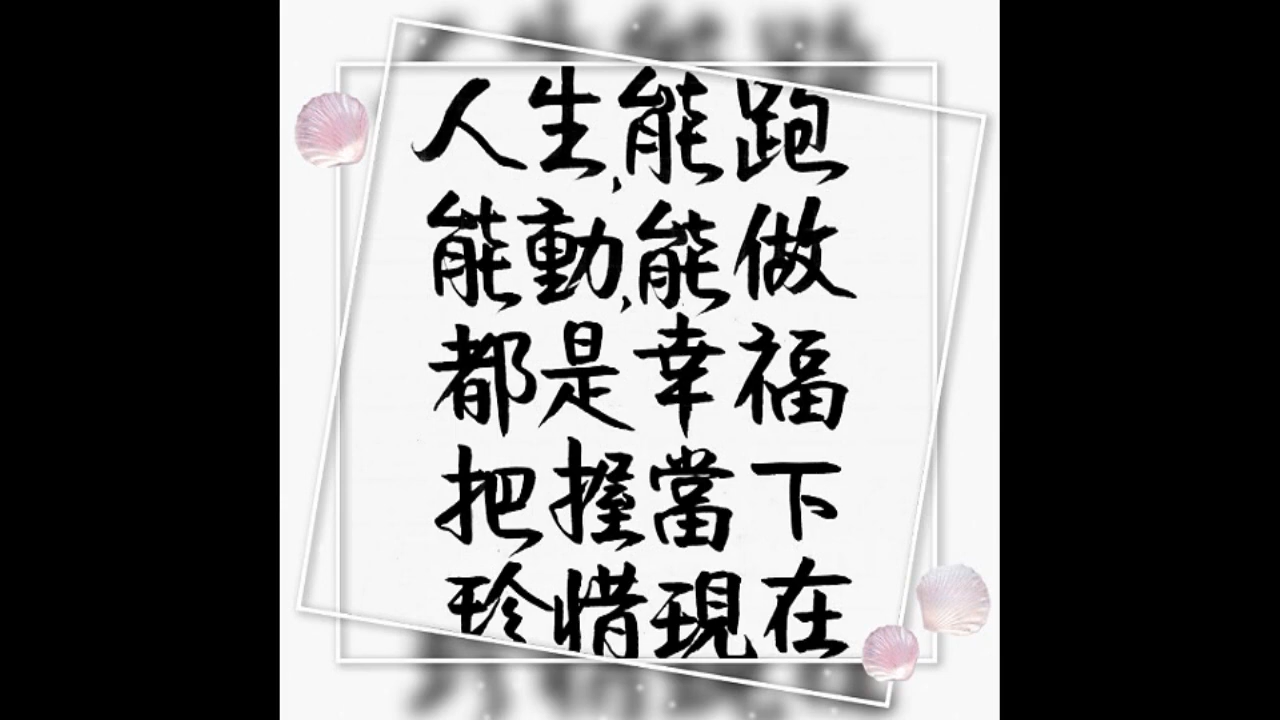 人生,能跑
能動,能做
都是幸福
把握當下
珍惜現在